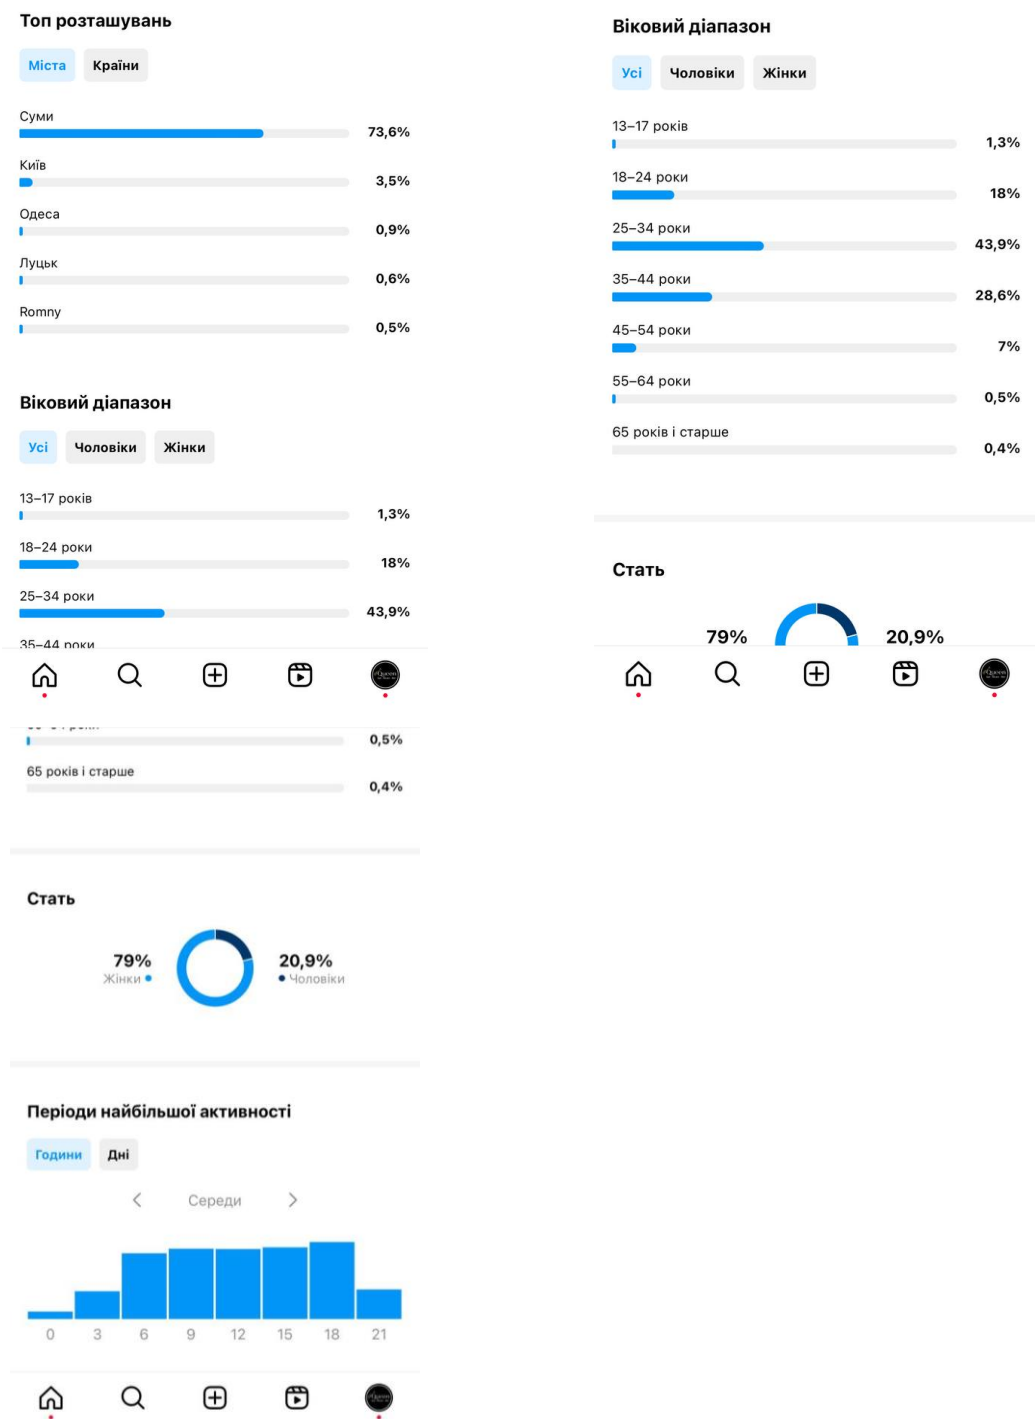 Топ розташувань
Міста Країни
Суми
73,6%
Київ
3,5%
Одеса
0,9%
Луцьк
0,6%
Romny
0,5%
Віковий діапазон
Усі Чоловіки Жінки
13–17 років
1,3%
18–24 роки
18%
25–34 роки
43,9%
35–44 роки
0,5%
65 років і старше
0,4%
Стать
79% 20,9%
Жінки Чоловіки
Періоди найбільшої активності
Години Дні
Середи
0 3 6 9 12 15 18 21
Віковий діапазон
Усі Чоловіки Жінки
13–17 років
1,3%
18–24 роки
18%
25–34 роки
43,9%
35–44 роки
28,6%
45–54 роки
7%
55–64 роки
0,5%
65 років і старше
0,4%
Стать
79% 20,9%